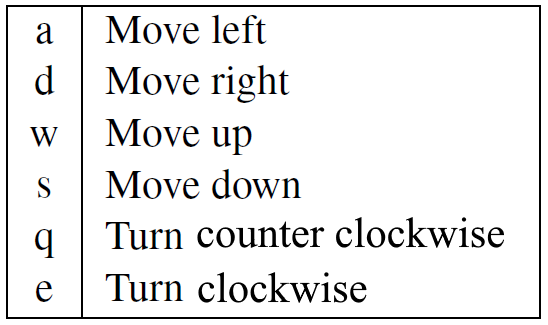 a Move left
d Move right
w Move up
s Move down
q Turn counter clockwise
e Turn clockwise